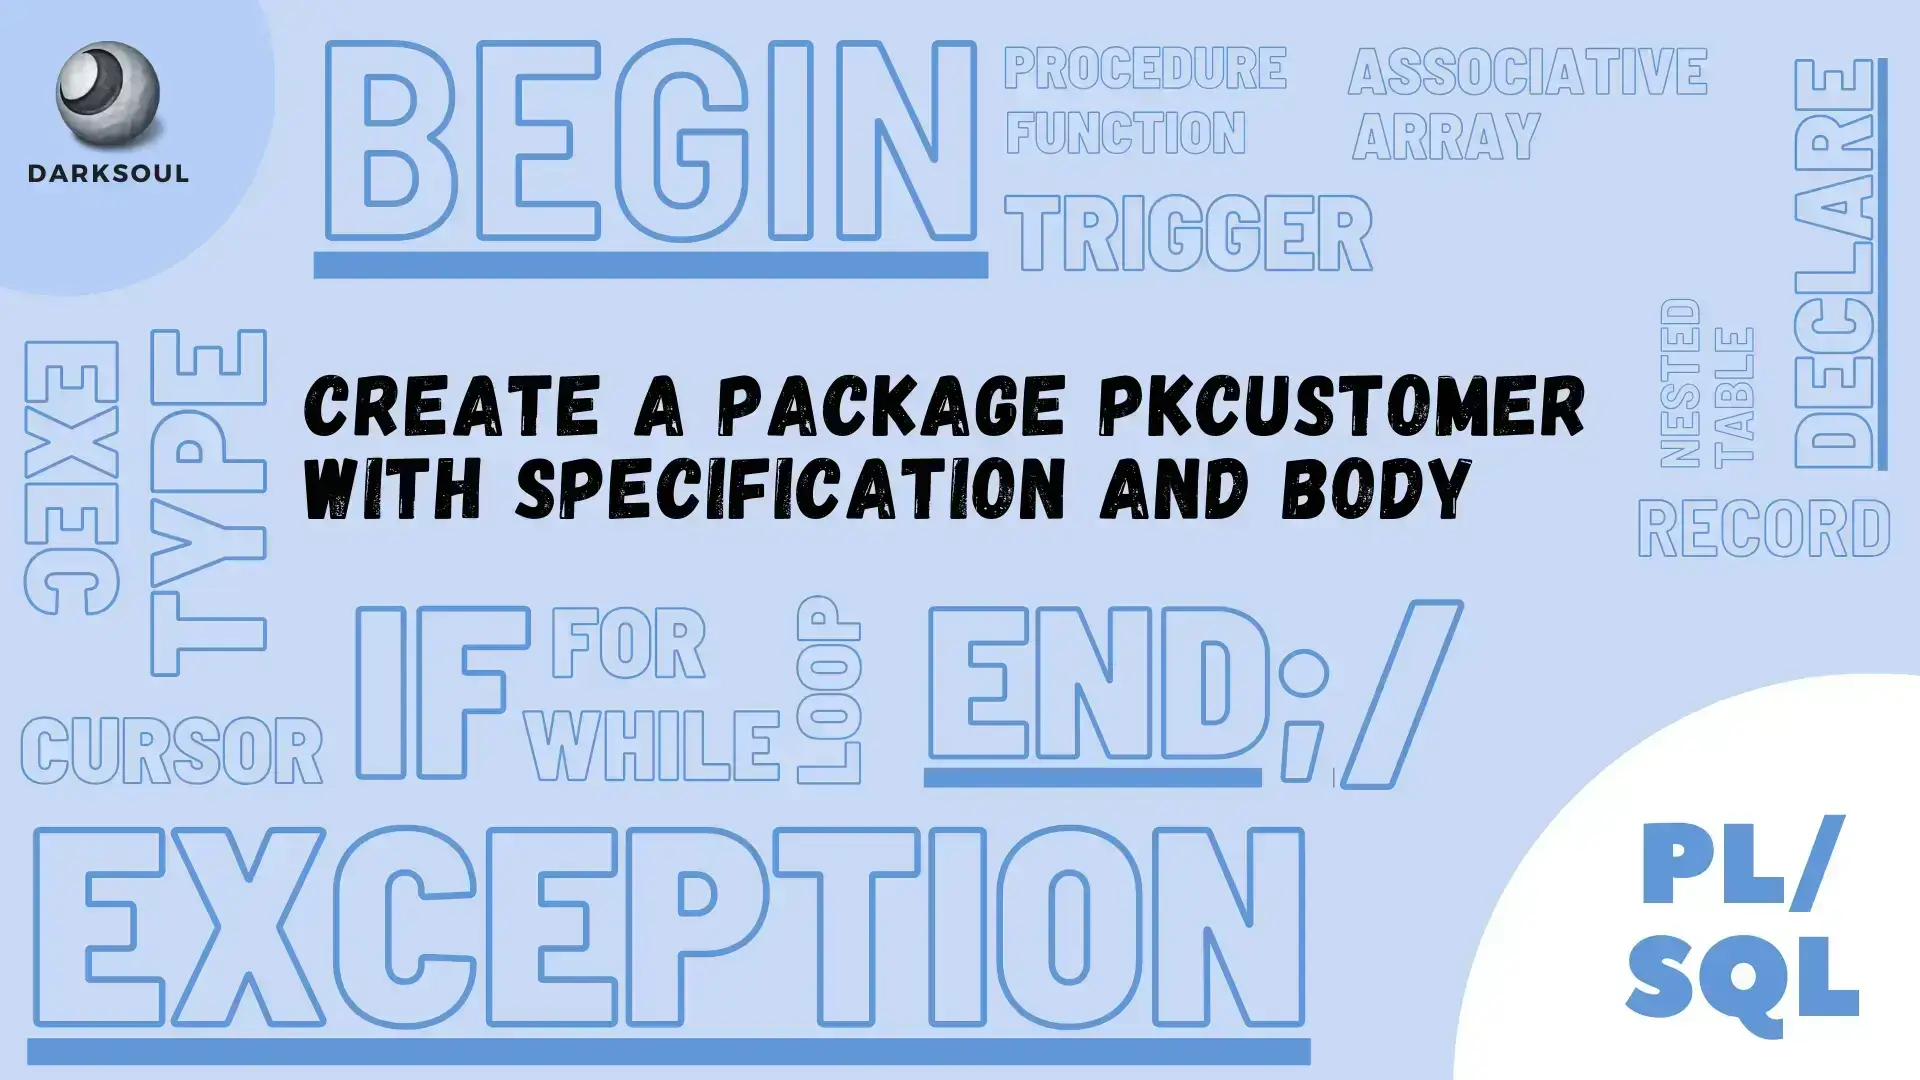 DARKSOUL
BEGIN
PROCEDURE
FUNCTION
TRIGGER
ASSOCIATIVE
ARRAY
DECLARE
NESTED
TABLE
RECORD
EXEC
TYPE
CREATE A PACKAGE PKCUSTOMER
WITH SPECIFICATION AND BODY
CURSOR
IF
FOR
WHILE
LOOP
END;/
EXCEPTION
PL/
SQL